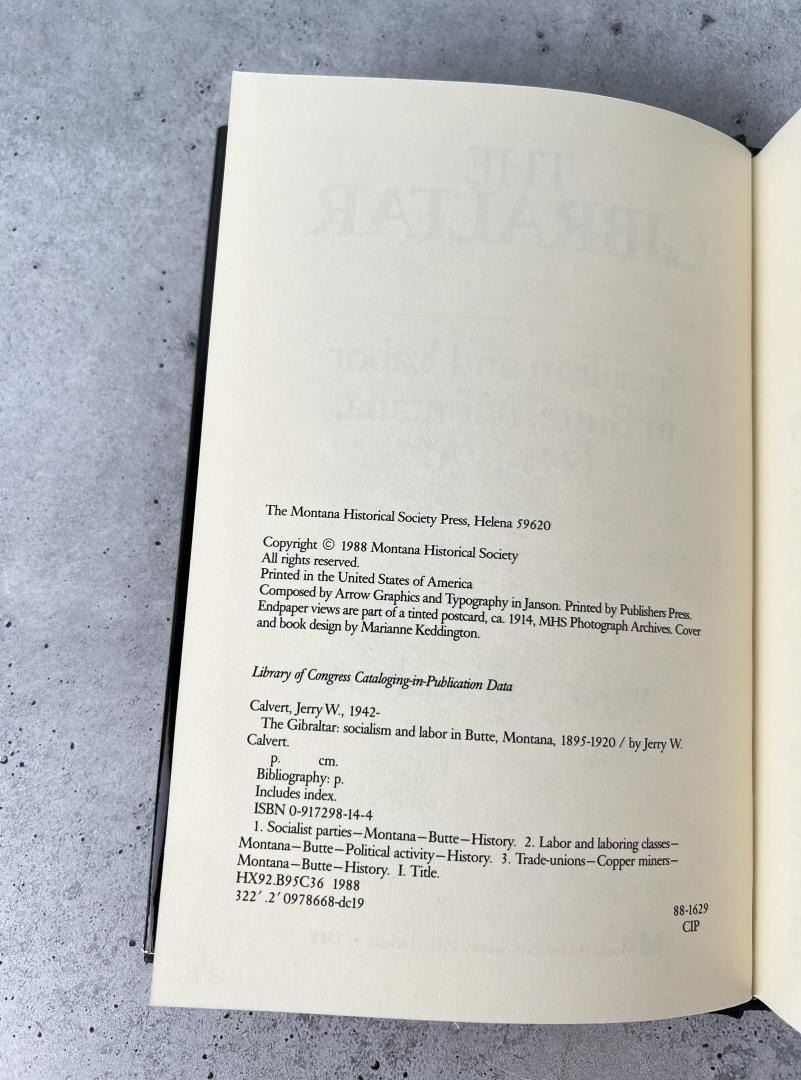 The Montana Historical Society Press, Helena 59620
Copyright © 1988 Montana Historical Society
All rights reserved.
Printed in the United States of America
Composed by Arrow Graphics and Typography in Janson. Printed by Publishers Press.
Endpaper views are part of a tinted postcard, ca. 1914, MHS Photograph Archives. Cover
and book design by Marianne Keddington.
Library of Congress Cataloging-in-Publication Data
Calvert, Jerry W., 1942-
The Gibraltar: socialism and labor in Butte, Montana, 1895-1920 / by Jerry W.
Calvert.
p. cm.
Bibliography: p.
Includes index.
ISBN 0-917298-14-4
1. Socialist parties—Montana—Butte—History. 2. Labor and laboring classes—
Montana—Butte—Political activity—History. 3. Trade-unions—Copper miners—
Montana—Butte—History. I. Title.
HX92.B95C36 1988
322′.2′0978668-dc19
88-1629
CIP